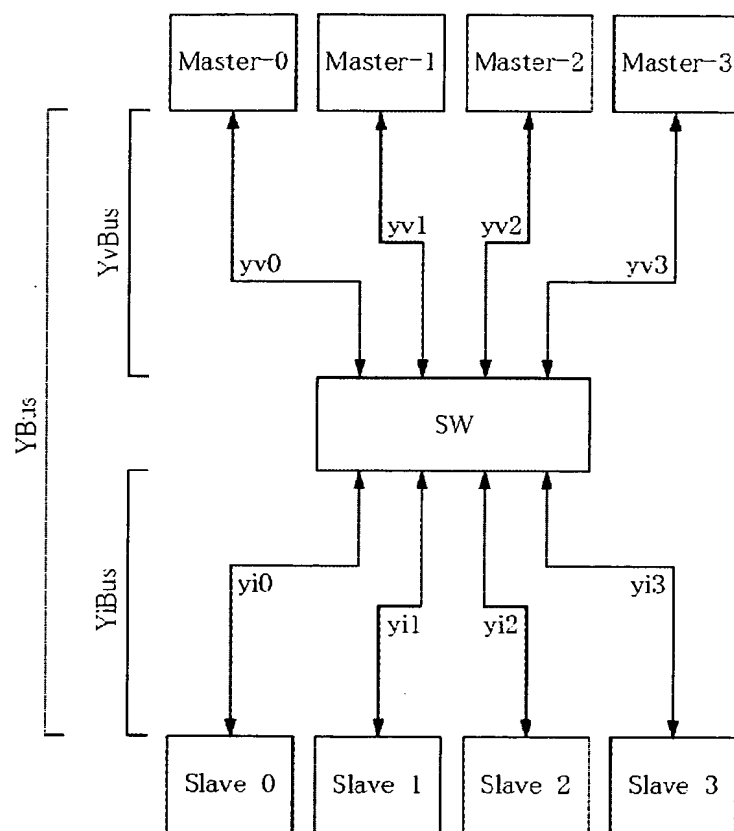 Master-0 Master-1 Master-2 Master-3
yv1 yv2
yv0 yv3
YvBus
SW
YBus
YiBus
yi0 yi3
yi1 yi2
Slave 0 Slave 1 Slave 2 Slave 3